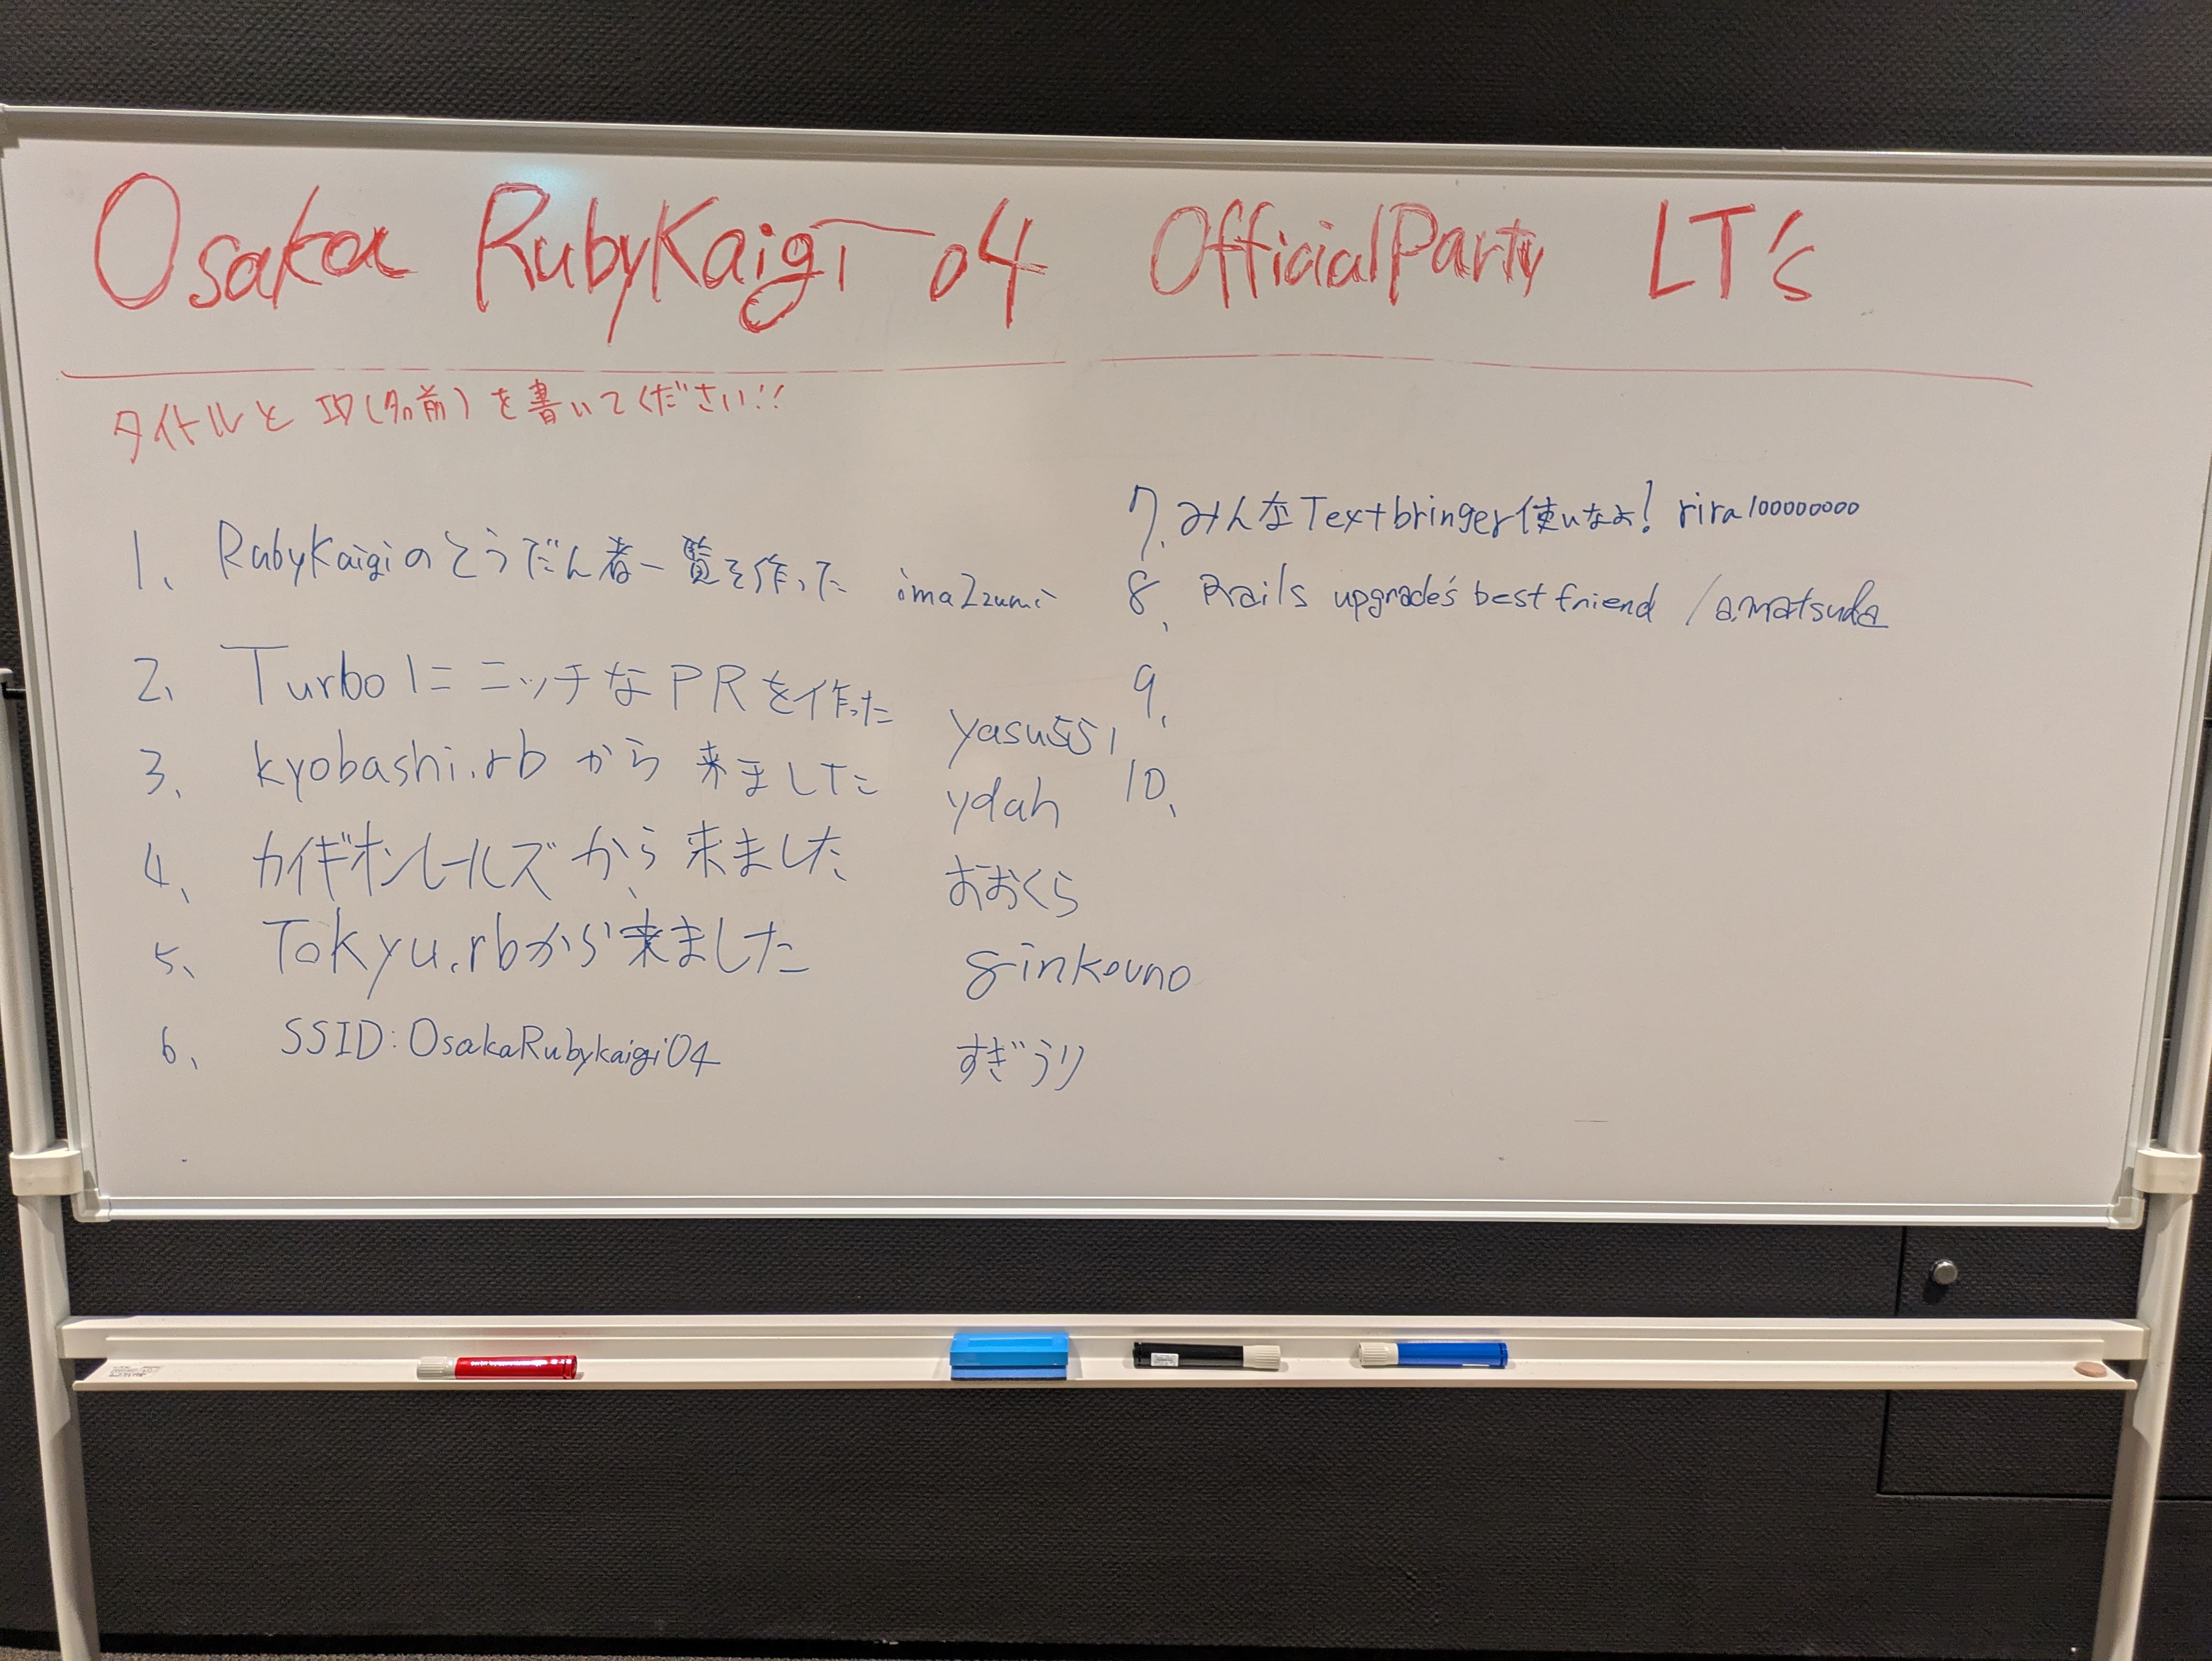 Osaka RubyKaigi 04 OfficialParty LT's
タイトルと ID(名前)を書いてください!!
1、 RubyKaigiのとうだん者一覧を作った imaIzumi
2、 Turboにニッチな PRを作った yasu551
3、 kyobashi.rb から 来ました ydah
4、 カイギオンレールズ から 来ました おおくら
5、 Tokyu.rbから来ました ginkouno
6、 SSID:OsakaRubykaigi04 すぎうり
7、みんなTextbringer使いなよ! rira100000000
8、 Rails upgrade's best friend /a.matsuda
9、
10、